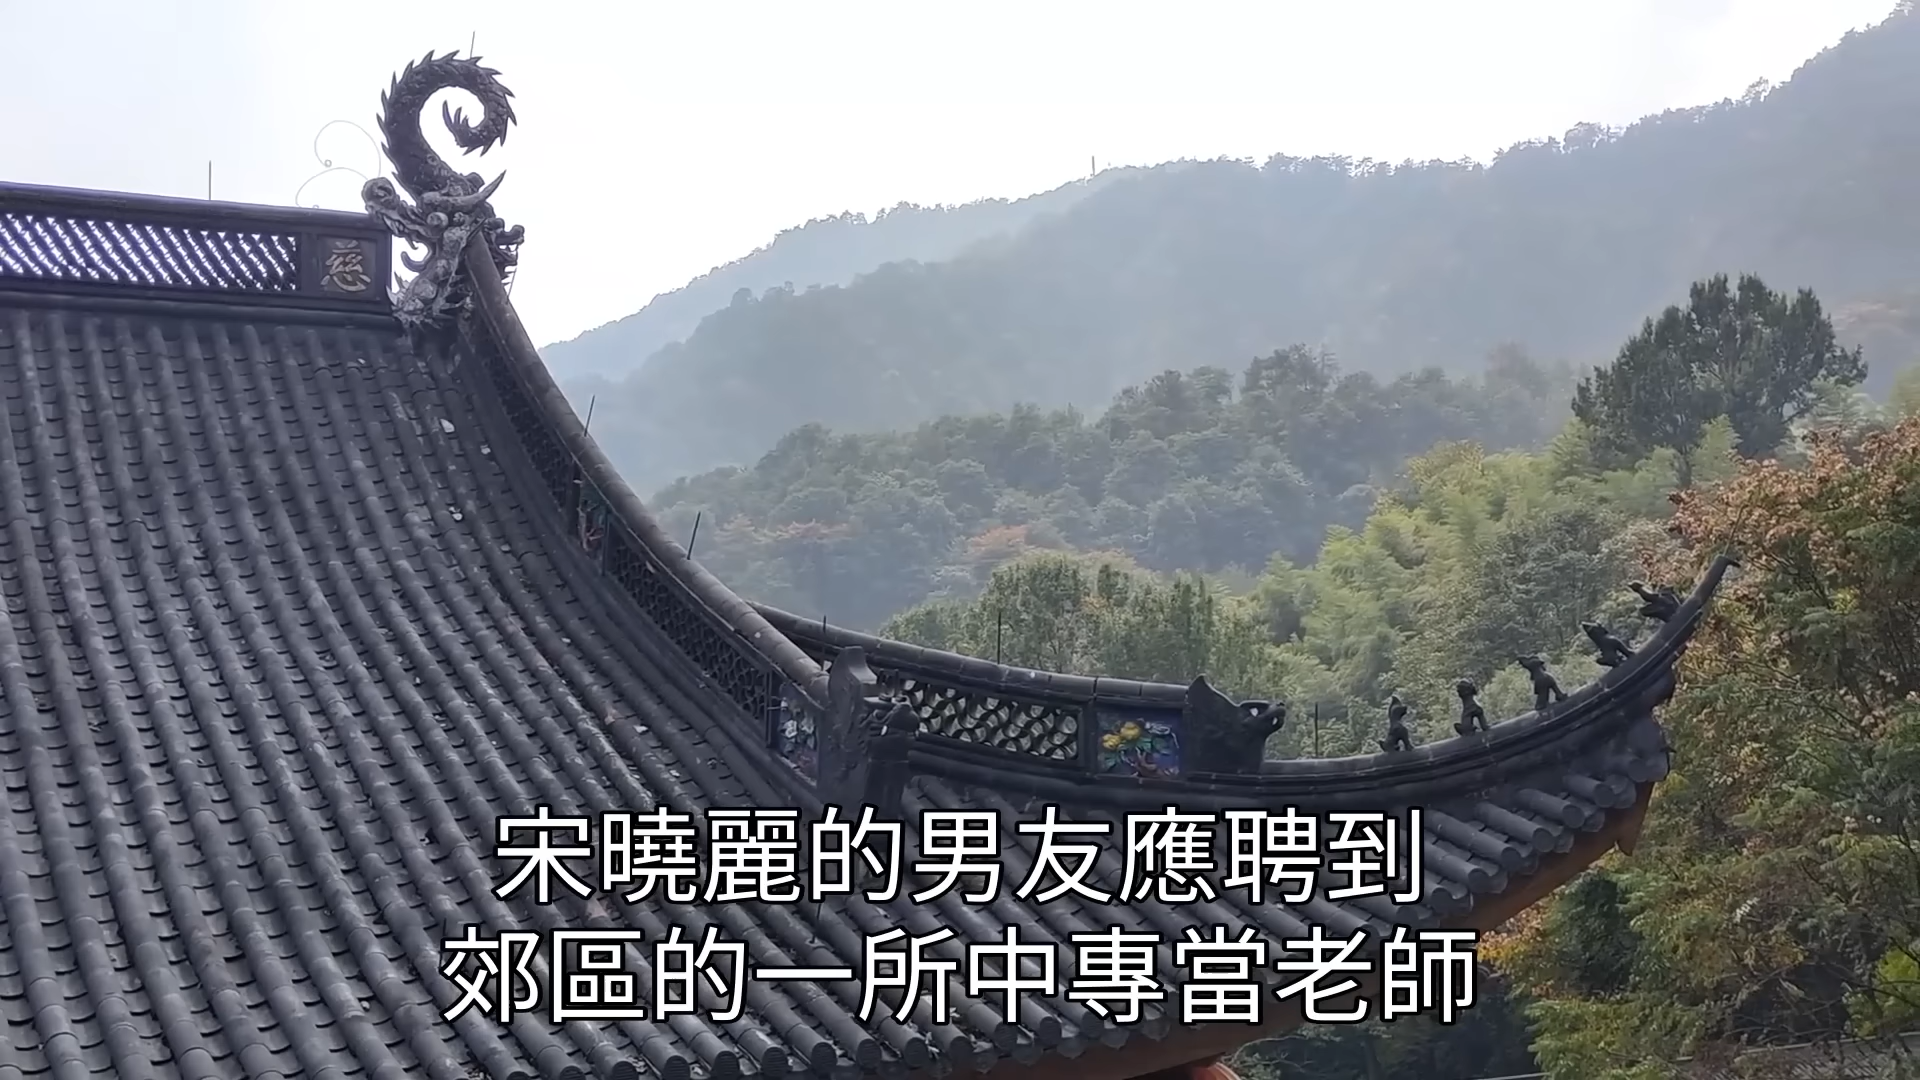 慈
宋曉麗的男友應聘到
郊區的一所中專當老師